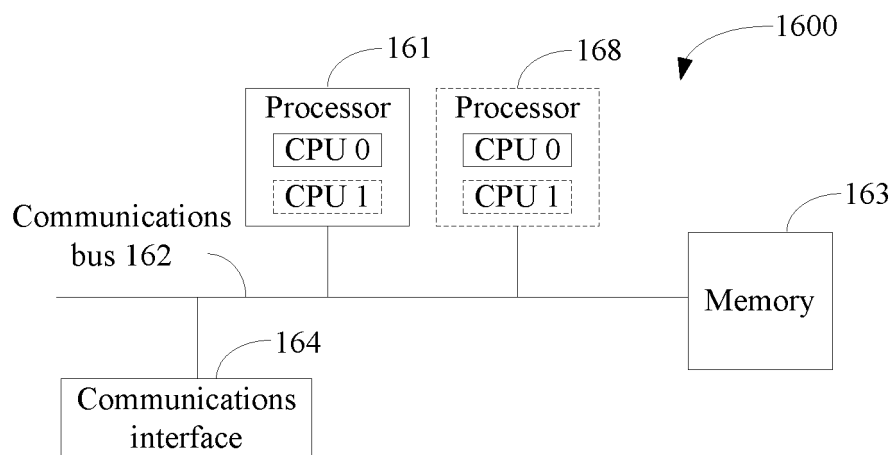 1600
161
168
Processor
CPU 0
CPU 1
Processor
CPU 0
CPU 1
163
Communications
bus 162
Memory
164
Communications
interface